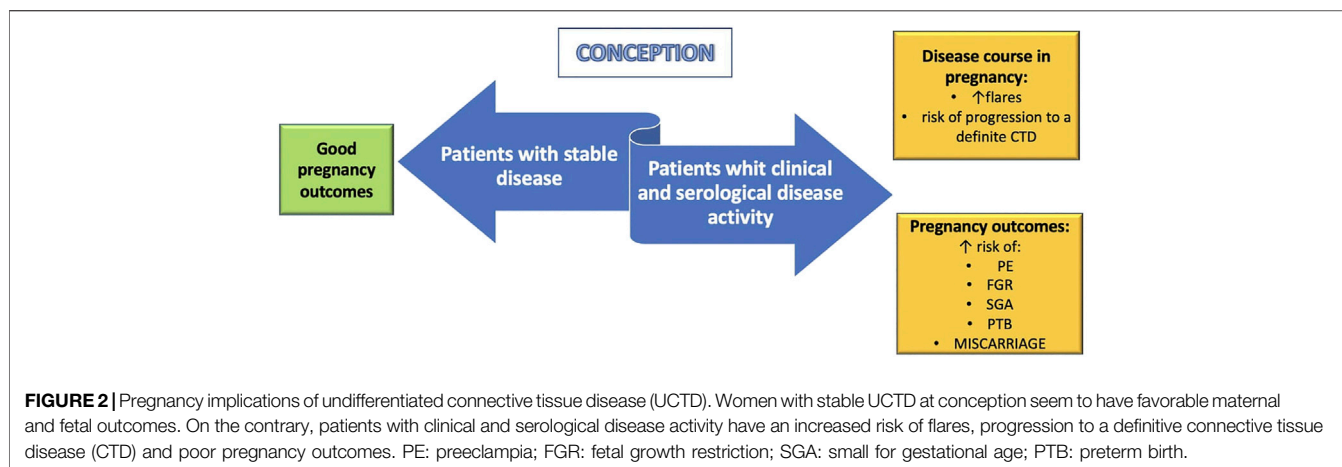 CONCEPTION
Good
pregnancy
outcomes
Patients with stable
disease
Patients whit clinical
and serological disease
activity
Disease course in
pregnancy:
• ↑flares
• risk of progression to a
definite CTD
Pregnancy outcomes:
↑ risk of:
• PE
• FGR
• SGA
• PTB
• MISCARRIAGE
FIGURE 2 | Pregnancy implications of undifferentiated connective tissue disease (UCTD). Women with stable UCTD at conception seem to have favorable maternal
and fetal outcomes. On the contrary, patients with clinical and serological disease activity have an increased risk of flares, progression to a definitive connective tissue
disease (CTD) and poor pregnancy outcomes. PE: preeclampia; FGR: fetal growth restriction; SGA: small for gestational age; PTB: preterm birth.